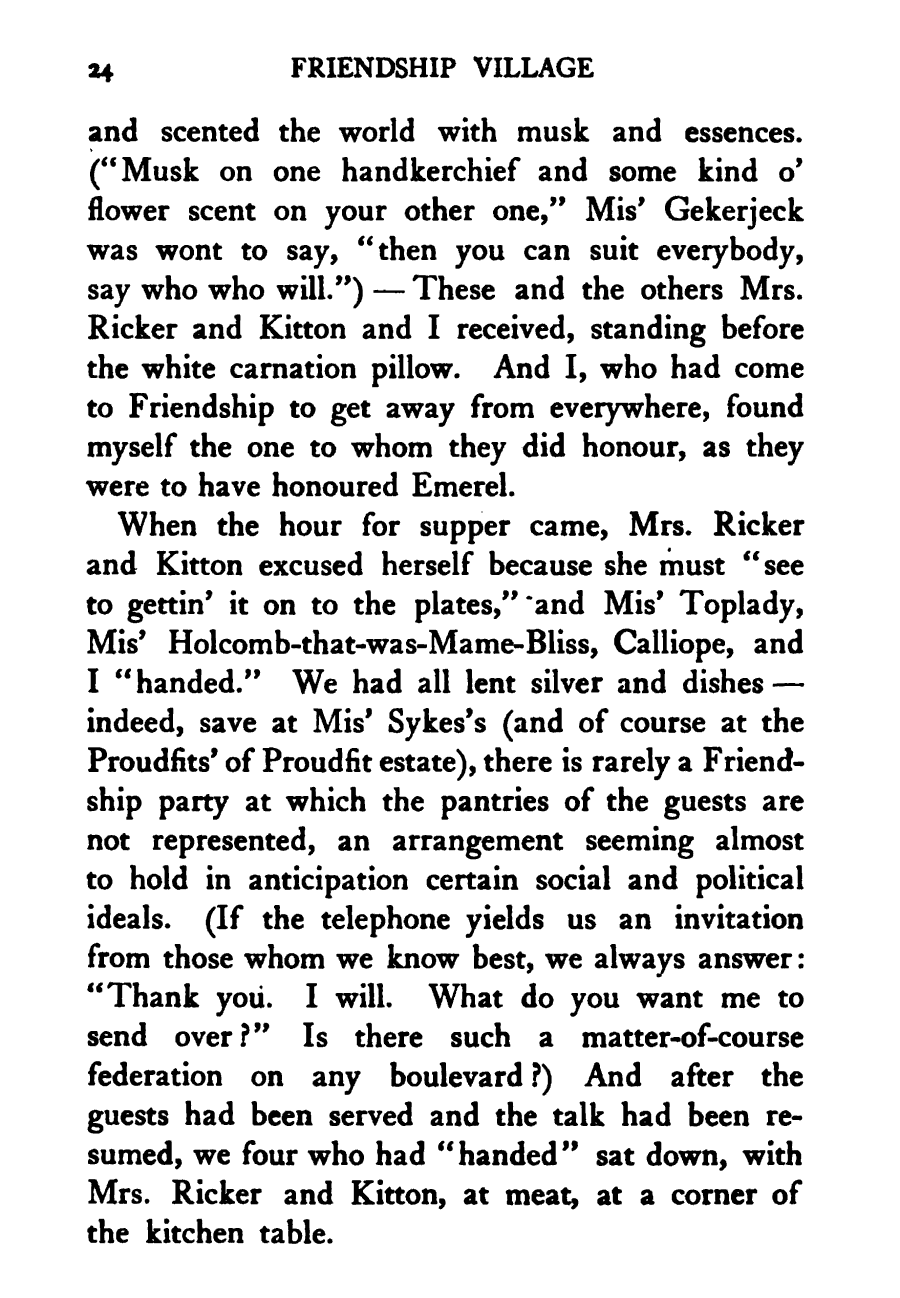 24 FRIENDSHIP VILLAGE
and scented the world with musk and essences.
("Musk on one handkerchief and some kind o'
flower scent on your other one," Mis' Gekerjeck
was wont to say, "then you can suit everybody,
say who who will.") — These and the others Mrs.
Ricker and Kitton and I received, standing before
the white carnation pillow. And I, who had come
to Friendship to get away from everywhere, found
myself the one to whom they did honour, as they
were to have honoured Emerel.
When the hour for supper came, Mrs. Ricker
and Kitton excused herself because she must "see
to gettin' it on to the plates," and Mis' Toplady,
Mis' Holcomb-that-was-Mame-Bliss, Calliope, and
I "handed." We had all lent silver and dishes —
indeed, save at Mis' Sykes's (and of course at the
Proudfits' of Proudfit estate), there is rarely a Friend-
ship party at which the pantries of the guests are
not represented, an arrangement seeming almost
to hold in anticipation certain social and political
ideals. (If the telephone yields us an invitation
from those whom we know best, we always answer:
"Thank you. I will. What do you want me to
send over?" Is there such a matter-of-course
federation on any boulevard?) And after the
guests had been served and the talk had been re-
sumed, we four who had "handed" sat down, with
Mrs. Ricker and Kitton, at meat, at a corner of
the kitchen table.